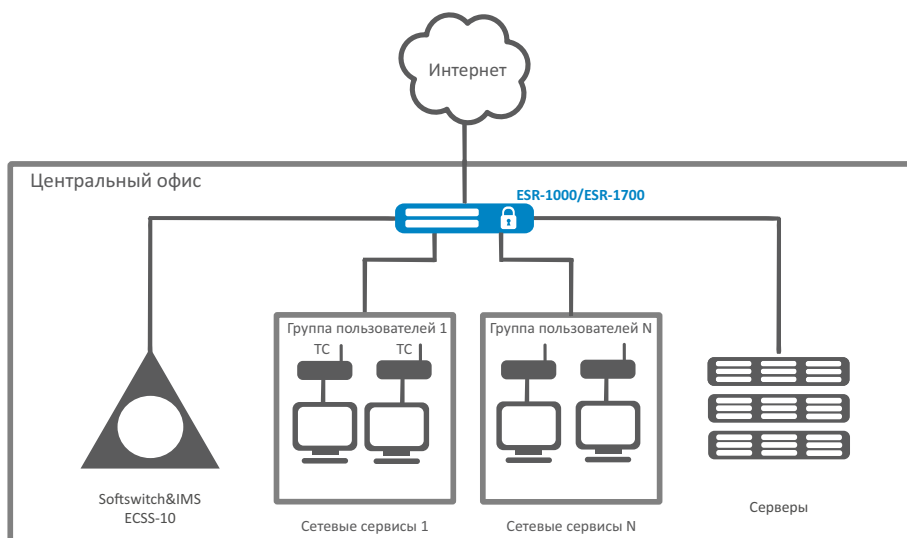 Интернет
Центральный офис
ESR-1000/ESR-1700
Группа пользователей 1
ТС
ТС
Группа пользователей N
Softswitch&IMS
ECSS-10
Сетевые сервисы 1
Сетевые сервисы N
Серверы